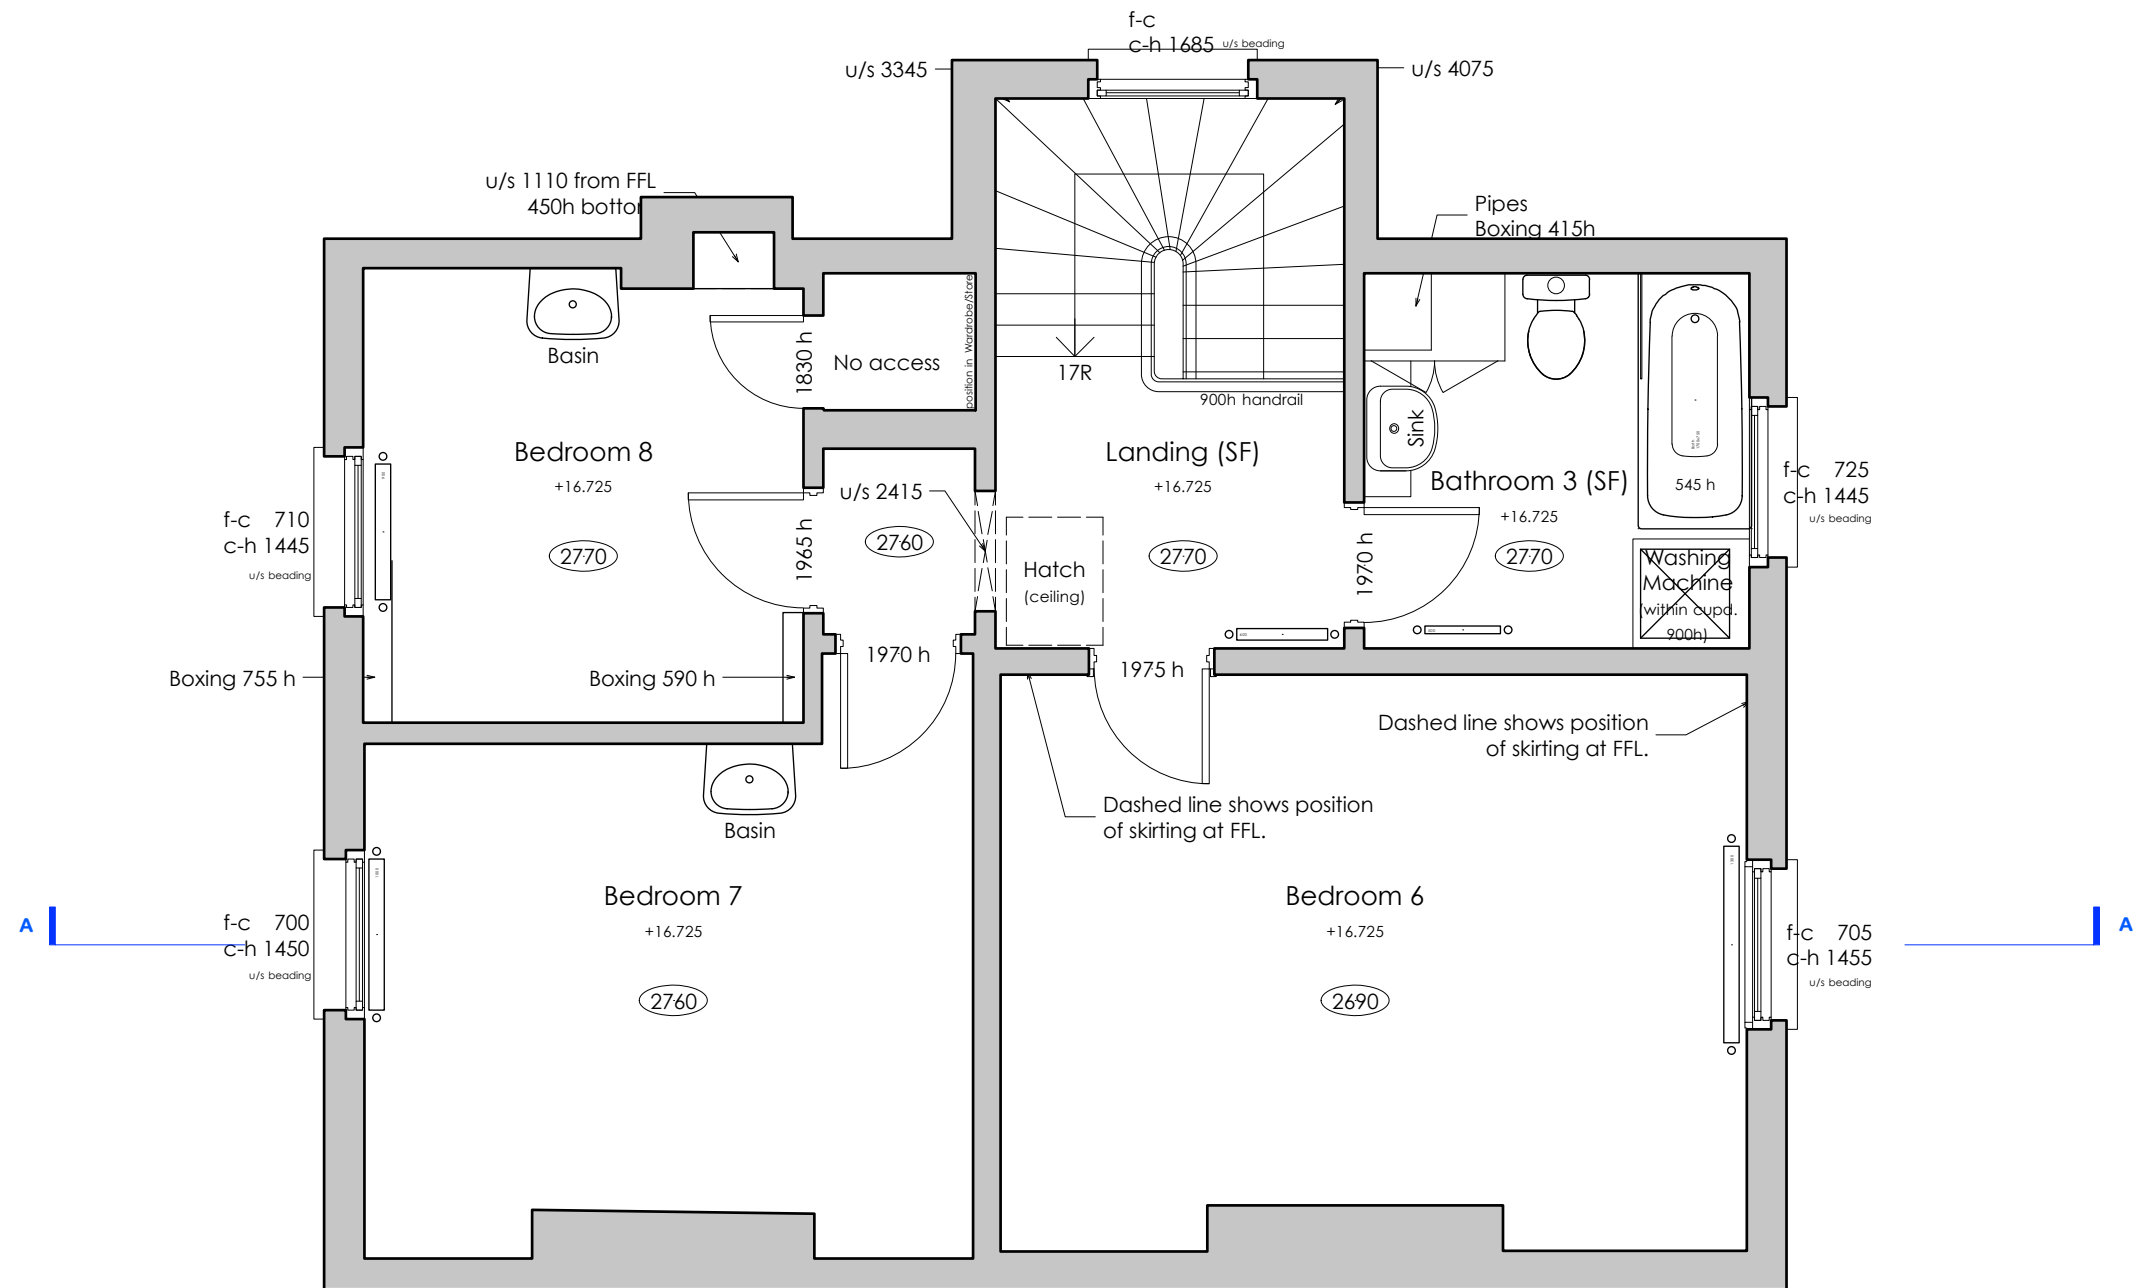 f-c
c-h 1685 u/s beading
u/s 3345
u/s 4075
u/s 1110 from FFL
450h bottom
Pipes
Boxing 415h
Basin
1830 h
No access
position in Wardrobe/Store
17R
900h handrail
Sink
Bedroom 8
+16.725
2770
Landing (SF)
+16.725
2770
Bathroom 3 (SF)
+16.725
2770
545 h
f-c 725
c-h 1445
u/s beading
u/s 2415
f-c 710
c-h 1445
u/s beading
1965 h
2760
Hatch
(ceiling)
1970 h
Washing
Machine
(within cupd.
900h)
Boxing 755 h
Boxing 590 h
1970 h
1975 h
Dashed line shows position
of skirting at FFL.
Dashed line shows position
of skirting at FFL.
Basin
Bedroom 7
+16.725
2760
Bedroom 6
+16.725
2690
A
f-c 700
c-h 1450
u/s beading
f-c 705
c-h 1455
u/s beading
A